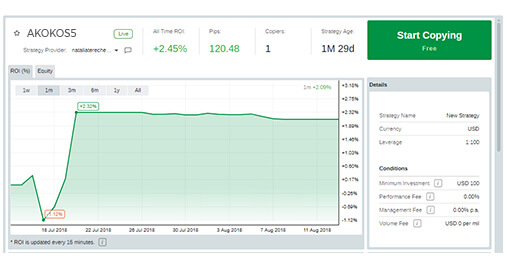 AKOKOS5
Live
Strategy Provider: nataliatereche...
All Time ROI:
+2.45%
Pips
120.48
Copiers
1
Strategy Age:
1M 29d
Start Copying
Free
ROI (%)
Equity
1w
1m
3m
6m
1y
All
1m +2.09%
+2.32%
-1.12%
+3.18%
+2.75%
+2.32%
+1.89%
+1.46%
+1.03%
+0.60%
+0.17%
-0.26%
-0.69%
-1.12%
18 Jul 2018
22 Jul 2018
26 Jul 2018
30 Jul 2018
3 Aug 2018
7 Aug 2018
11 Aug 2018
* ROI is updated every 15 minutes.
Details
Strategy Name
New Strategy
Currency
USD
Leverage
1:100
Conditions
Minimum Investment
USD 100
Performance Fee
0.00%
Management Fee
0.00% p.a.
Volume Fee
USD 0 per mil